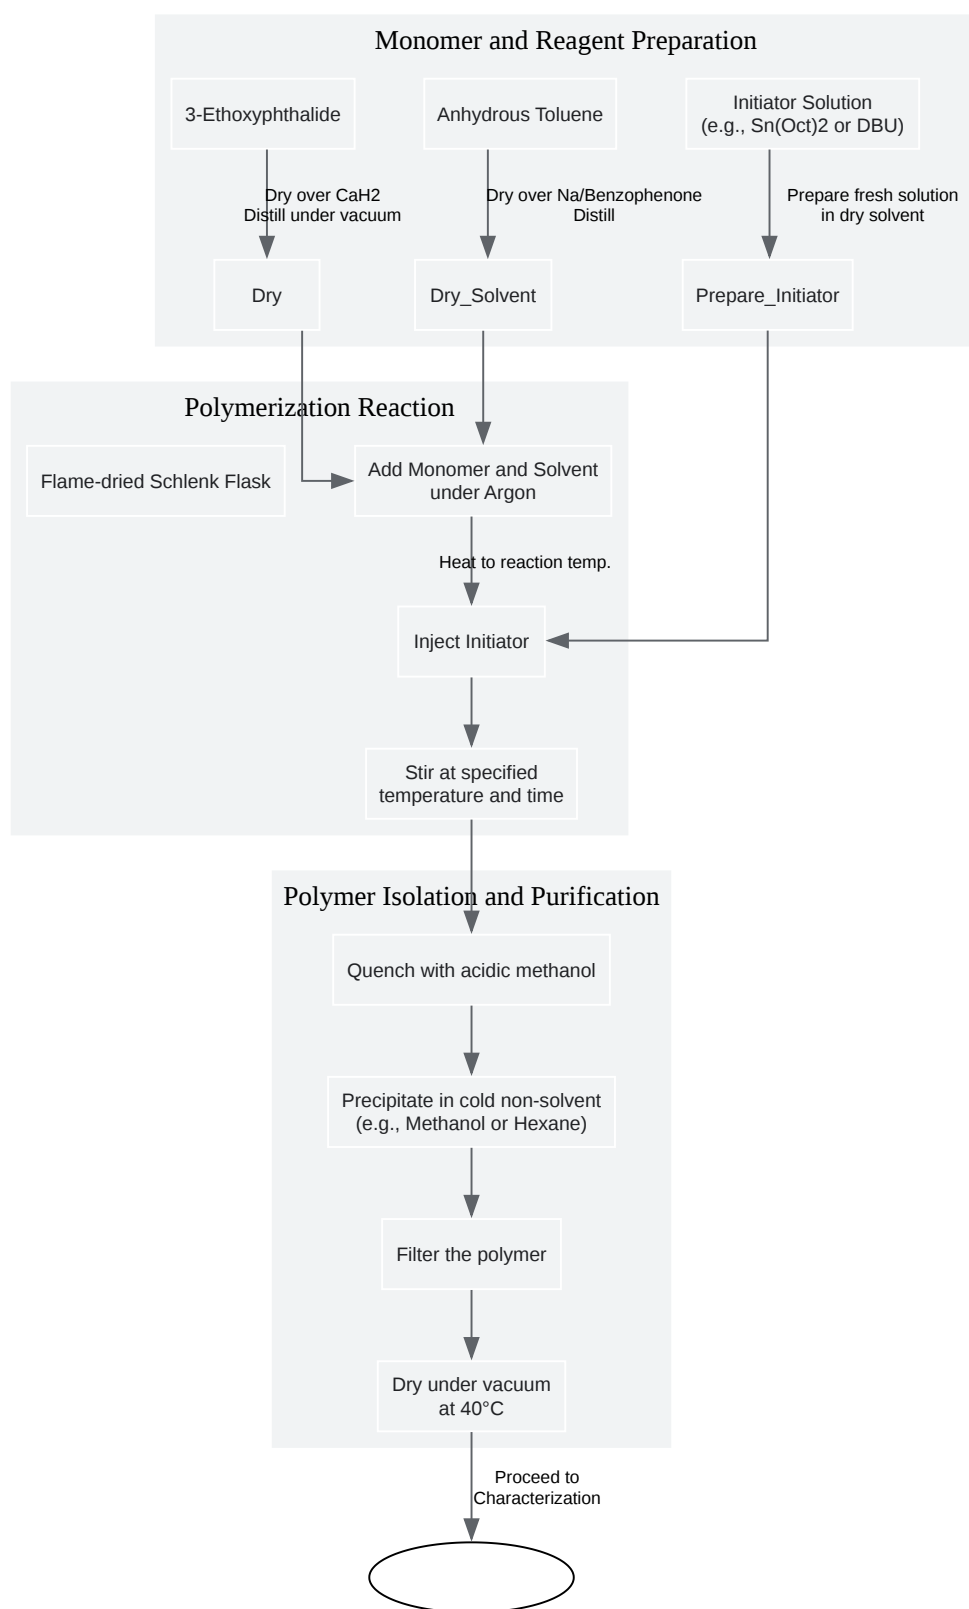 Monomer and Reagent Preparation
3-Ethoxyphthalide
Anhydrous Toluene
Initiator Solution
(e.g., Sn(Oct)2 or DBU)
Dry over CaH2
Distill under vacuum
Dry over Na/Benzophenone
Distill
Prepare fresh solution
in dry solvent
Dry
Dry_Solvent
Prepare_Initiator
Polymerization Reaction
Flame-dried Schlenk Flask
Add Monomer and Solvent
under Argon
Heat to reaction temp.
Inject Initiator
Stir at specified
temperature and time
Polymer Isolation and Purification
Quench with acidic methanol
Precipitate in cold non-solvent
(e.g., Methanol or Hexane)
Filter the polymer
Dry under vacuum
at 40°C
Proceed to
Characterization